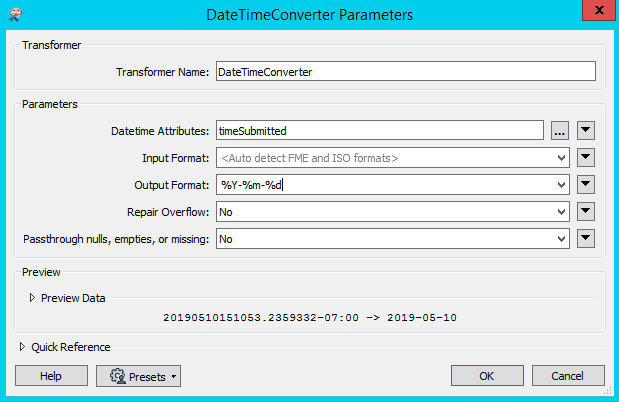 DateTimeConverter Parameters
Transformer
Transformer Name: DateTimeConverter
Parameters
Datetime Attributes: timeSubmitted ...
Input Format: <Auto detect FME and ISO formats>
Output Format: %Y-%m-%d
Repair Overflow: No
Passthrough nulls, empties, or missing: No
Preview
Preview Data
20190510151053.2359332-07:00 -> 2019-05-10
Quick Reference
Help Presets OK Cancel